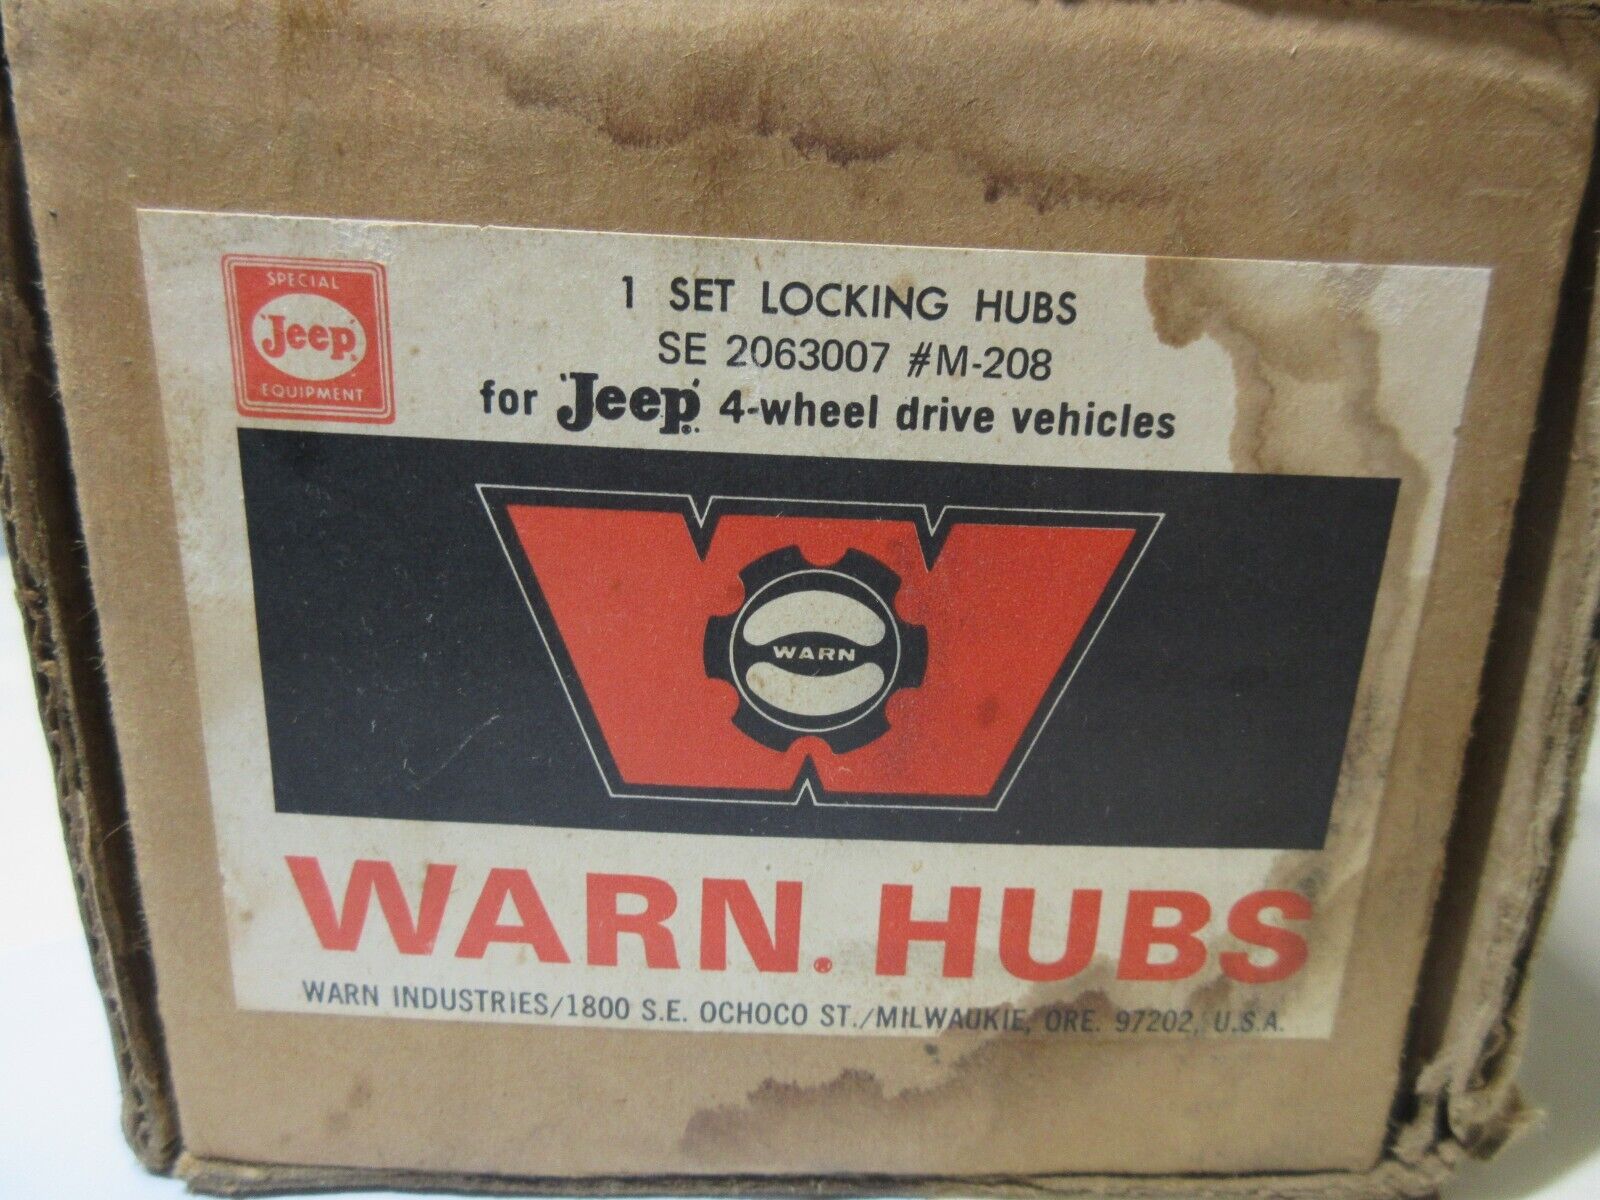 SPECIAL
'Jeep'®
EQUIPMENT
1 SET LOCKING HUBS
SE 2063007 #M-208
for 'Jeep'® 4-wheel drive vehicles
WARN
WARN® HUBS
WARN INDUSTRIES/1800 S.E. OCHOCO ST./MILWAUKIE, ORE. 97202, U.S.A.